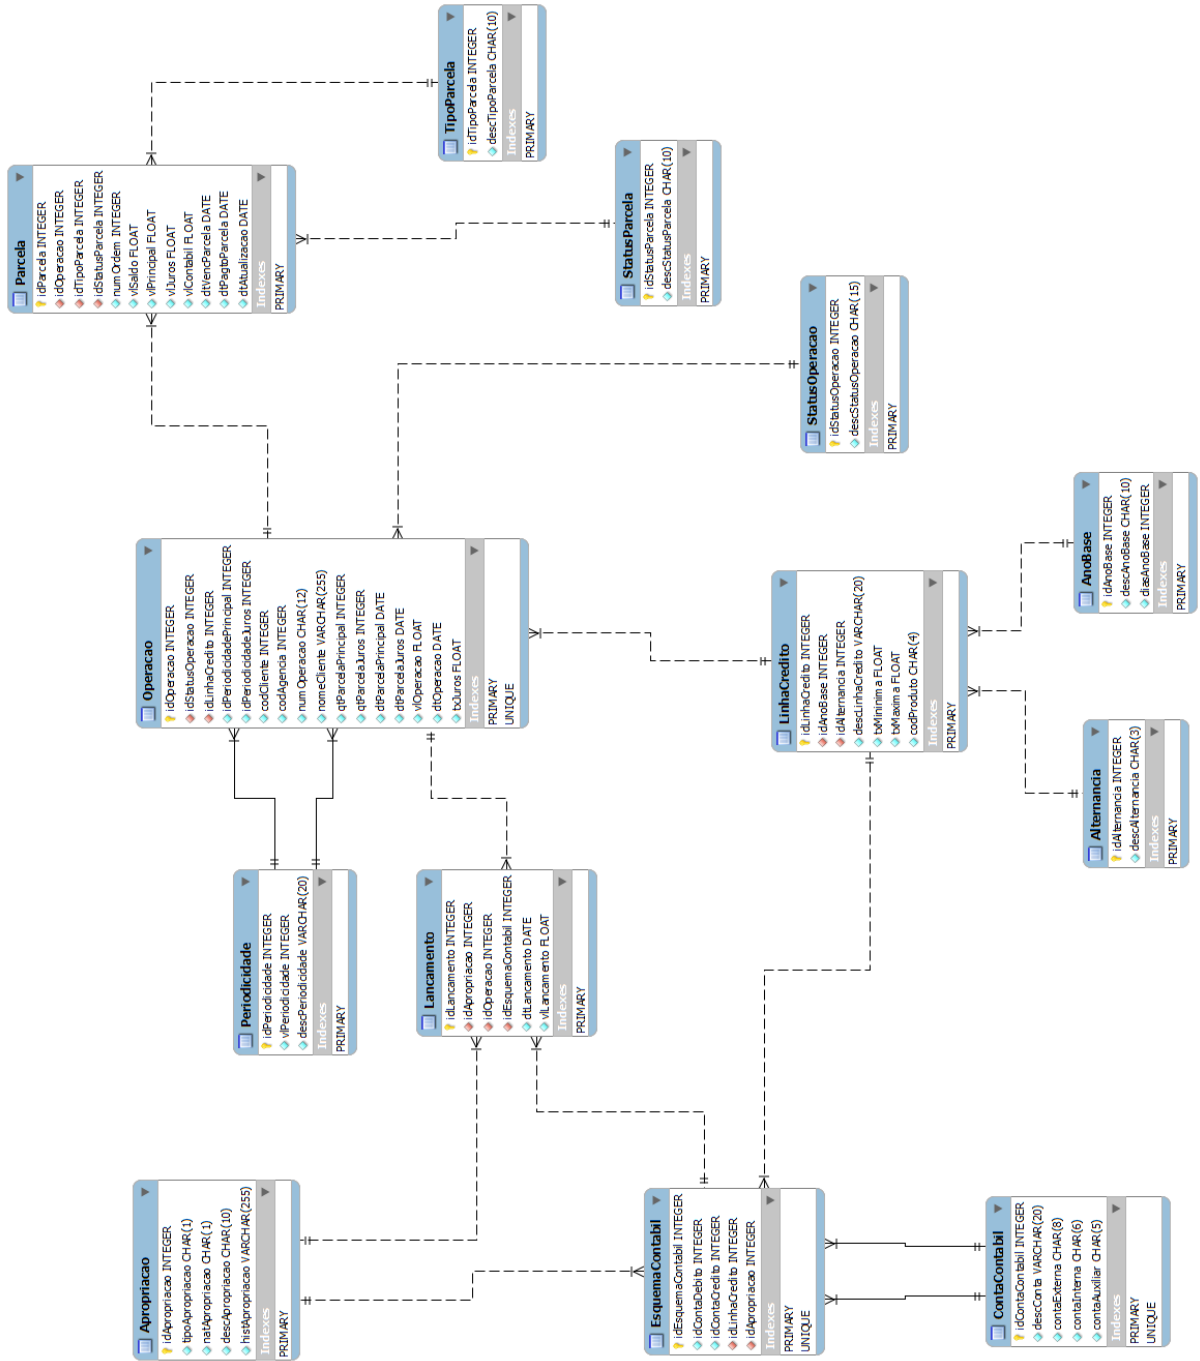 Parcela
idParcela INTEGER
idOperacao INTEGER
idTipoParcela INTEGER
idStatusParcela INTEGER
numOrdem INTEGER
vlSaldo FLOAT
vlPrincipal FLOAT
vlJuros FLOAT
vlContabil FLOAT
dtVencParcela DATE
dtPagtoParcela DATE
dtAtualizacao DATE
Indexes
PRIMARY
TipoParcela
idTipoParcela INTEGER
descTipoParcela CHAR(10)
Indexes
PRIMARY
StatusParcela
idStatusParcela INTEGER
descStatusParcela CHAR(10)
Indexes
PRIMARY
StatusOperacao
idStatusOperacao INTEGER
descStatusOperacao CHAR(15)
Indexes
PRIMARY
Operacao
idOperacao INTEGER
idStatusOperacao INTEGER
idLinhaCredito INTEGER
idPeriodicidadePrincipal INTEGER
idPeriodicidadeJuros INTEGER
codCliente INTEGER
codAgencia INTEGER
numOperacao CHAR(12)
nomeCliente VARCHAR(255)
qtParcelaPrincipal INTEGER
qtParcelaJuros INTEGER
dtParcelaPrincipal DATE
dtParcelaJuros DATE
vlOperacao FLOAT
dtOperacao DATE
txJuros FLOAT
Indexes
PRIMARY
UNIQUE
LinhaCredito
idLinhaCredito INTEGER
idAnoBase INTEGER
idAlternancia INTEGER
descLinhaCredito VARCHAR(20)
txMinima FLOAT
txMaxima FLOAT
codProduto CHAR(4)
Indexes
PRIMARY
AnoBase
idAnoBase INTEGER
descAnoBase CHAR(10)
diasAnoBase INTEGER
Indexes
PRIMARY
Alternancia
idAlternancia INTEGER
descAlternancia CHAR(3)
Indexes
PRIMARY
Periodicidade
idPeriodicidade INTEGER
vlPeriodicidade INTEGER
descPeriodicidade VARCHAR(20)
Indexes
PRIMARY
Lancamento
idLancamento INTEGER
idApropriacao INTEGER
idOperacao INTEGER
idEsquemaContabil INTEGER
dtLancamento DATE
vlLancamento FLOAT
Indexes
PRIMARY
Apropriacao
idApropriacao INTEGER
tipoApropriacao CHAR(1)
natApropriacao CHAR(1)
descApropriacao CHAR(10)
histApropriacao VARCHAR(255)
Indexes
PRIMARY
EsquemaContabil
idEsquemaContabil INTEGER
idContaDebito INTEGER
idContaCredito INTEGER
idLinhaCredito INTEGER
idApropriacao INTEGER
Indexes
PRIMARY
UNIQUE
ContaContabil
idContaContabil INTEGER
descConta VARCHAR(20)
contaExterna CHAR(8)
contaInterna CHAR(6)
contaAuxiliar CHAR(5)
Indexes
PRIMARY
UNIQUE